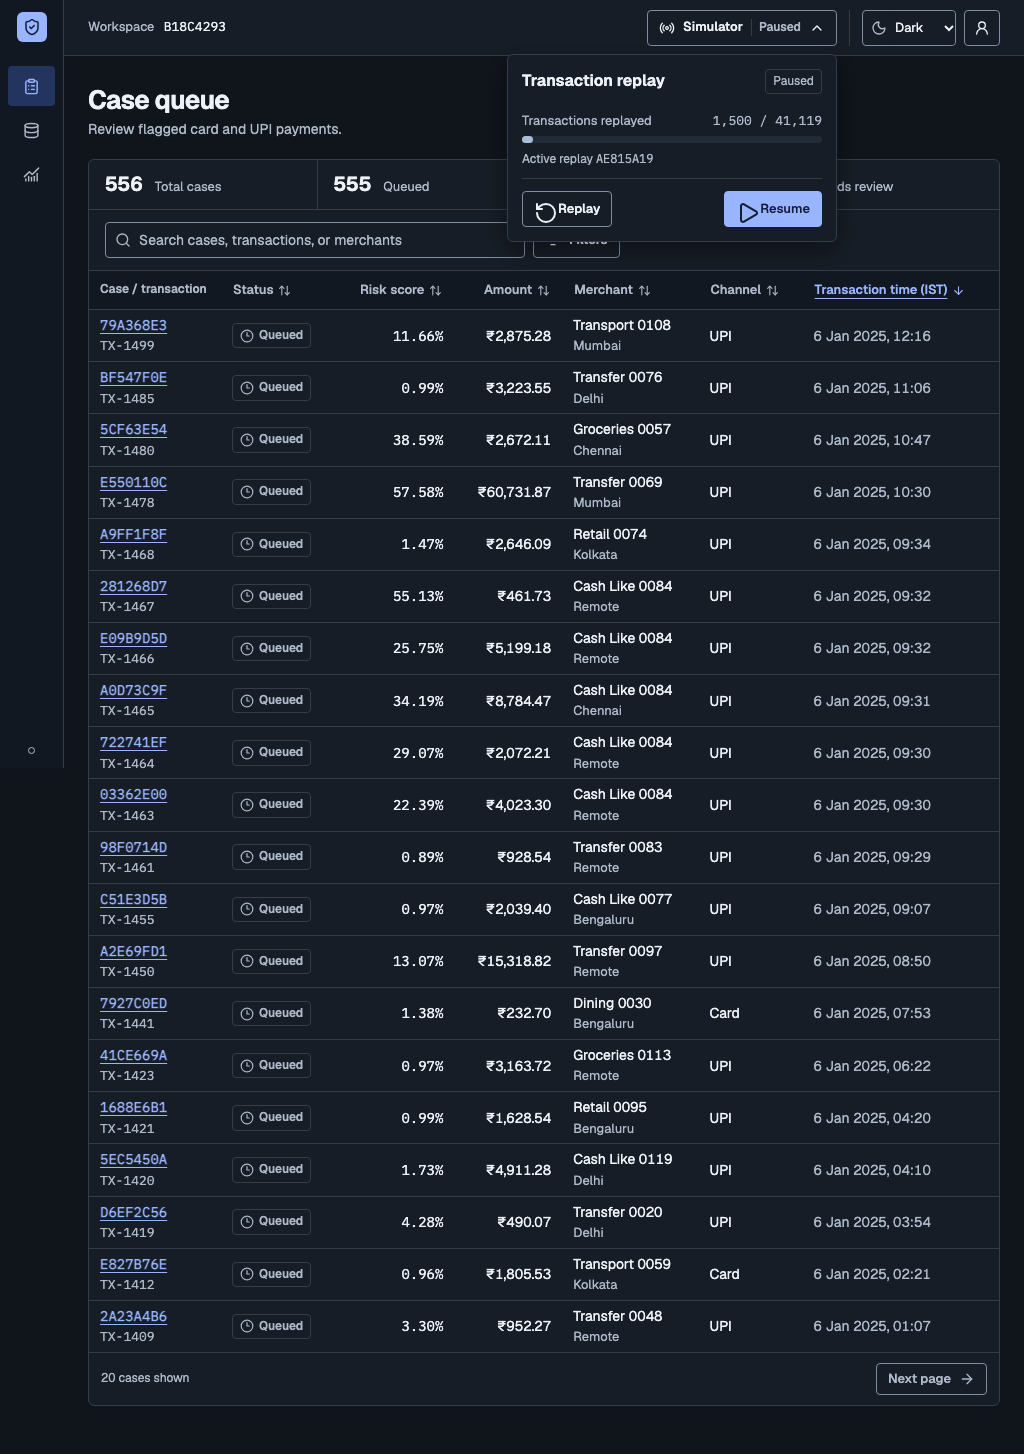 Workspace B18C4293
Simulator Paused
Dark
Transaction replay Paused
Transactions replayed 1,500 / 41,119
Active replay AE815A19
Replay Resume
Case queue
Review flagged card and UPI payments.
556 Total cases 555 Queued ds review
Search cases, transactions, or merchants
Case / transaction Status Risk score Amount Merchant Channel Transaction time (IST)
79A368E3 Queued 11.66% ₹2,875.28 Transport 0108 UPI 6 Jan 2025, 12:16
TX-1499 Mumbai
BF547F0E Queued 0.99% ₹3,223.55 Transfer 0076 UPI 6 Jan 2025, 11:06
TX-1485 Delhi
5CF63E54 Queued 38.59% ₹2,672.11 Groceries 0057 UPI 6 Jan 2025, 10:47
TX-1480 Chennai
E550110C Queued 57.58% ₹60,731.87 Transfer 0069 UPI 6 Jan 2025, 10:30
TX-1478 Mumbai
A9FF1F8F Queued 1.47% ₹2,646.09 Retail 0074 UPI 6 Jan 2025, 09:34
TX-1468 Kolkata
281268D7 Queued 55.13% ₹461.73 Cash Like 0084 UPI 6 Jan 2025, 09:32
TX-1467 Remote
E09B9D5D Queued 25.75% ₹5,199.18 Cash Like 0084 UPI 6 Jan 2025, 09:32
TX-1466 Remote
A0D73C9F Queued 34.19% ₹8,784.47 Cash Like 0084 UPI 6 Jan 2025, 09:31
TX-1465 Chennai
722741EF Queued 29.07% ₹2,072.21 Cash Like 0084 UPI 6 Jan 2025, 09:30
TX-1464 Remote
03362E00 Queued 22.39% ₹4,023.30 Cash Like 0084 UPI 6 Jan 2025, 09:30
TX-1463 Remote
98F0714D Queued 0.89% ₹928.54 Transfer 0083 UPI 6 Jan 2025, 09:29
TX-1461 Remote
C51E3D5B Queued 0.97% ₹2,039.40 Cash Like 0077 UPI 6 Jan 2025, 09:07
TX-1455 Bengaluru
A2E69FD1 Queued 13.07% ₹15,318.82 Transfer 0097 UPI 6 Jan 2025, 08:50
TX-1450 Remote
7927C0ED Queued 1.38% ₹232.70 Dining 0030 Card 6 Jan 2025, 07:53
TX-1441 Bengaluru
41CE669A Queued 0.97% ₹3,163.72 Groceries 0113 UPI 6 Jan 2025, 06:22
TX-1423 Remote
1688E6B1 Queued 0.99% ₹1,628.54 Retail 0095 UPI 6 Jan 2025, 04:20
TX-1421 Bengaluru
5EC5450A Queued 1.73% ₹4,911.28 Cash Like 0119 UPI 6 Jan 2025, 04:10
TX-1420 Delhi
D6EF2C56 Queued 4.28% ₹490.07 Transfer 0020 UPI 6 Jan 2025, 03:54
TX-1419 Delhi
E827B76E Queued 0.96% ₹1,805.53 Transport 0059 Card 6 Jan 2025, 02:21
TX-1412 Kolkata
2A23A4B6 Queued 3.30% ₹952.27 Transfer 0048 UPI 6 Jan 2025, 01:07
TX-1409 Remote
20 cases shown Next page